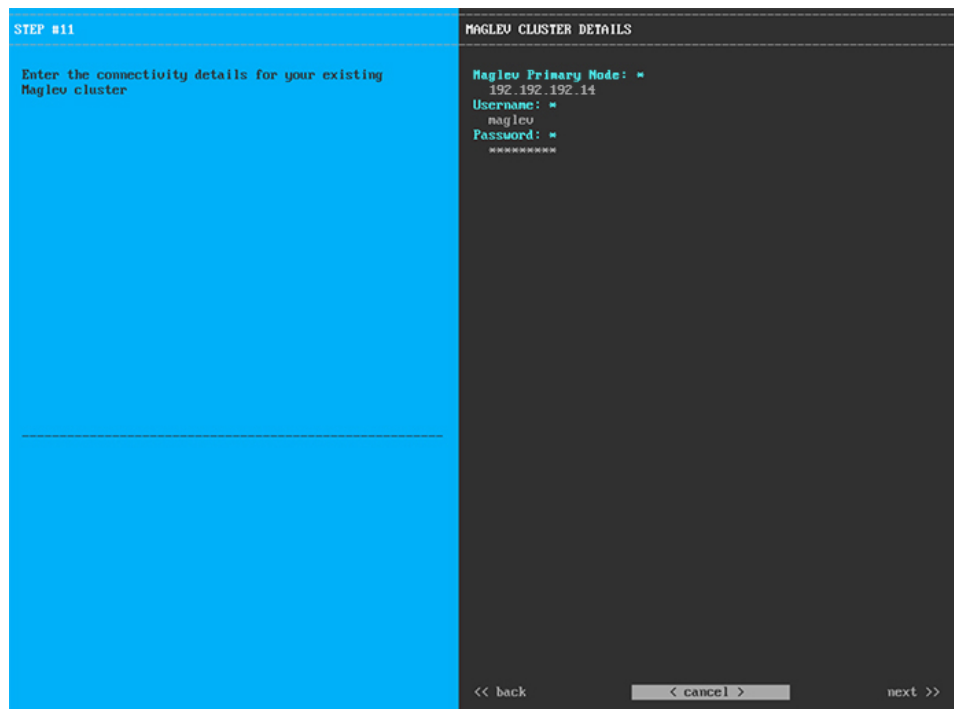 STEP #11
Enter the connectivity details for your existing
Maglev cluster
MAGLEV CLUSTER DETAILS
Maglev Primary Node: *
192.192.192.14
Username: *
maglev
Password: *
*********
<< back
< cancel >
next >>